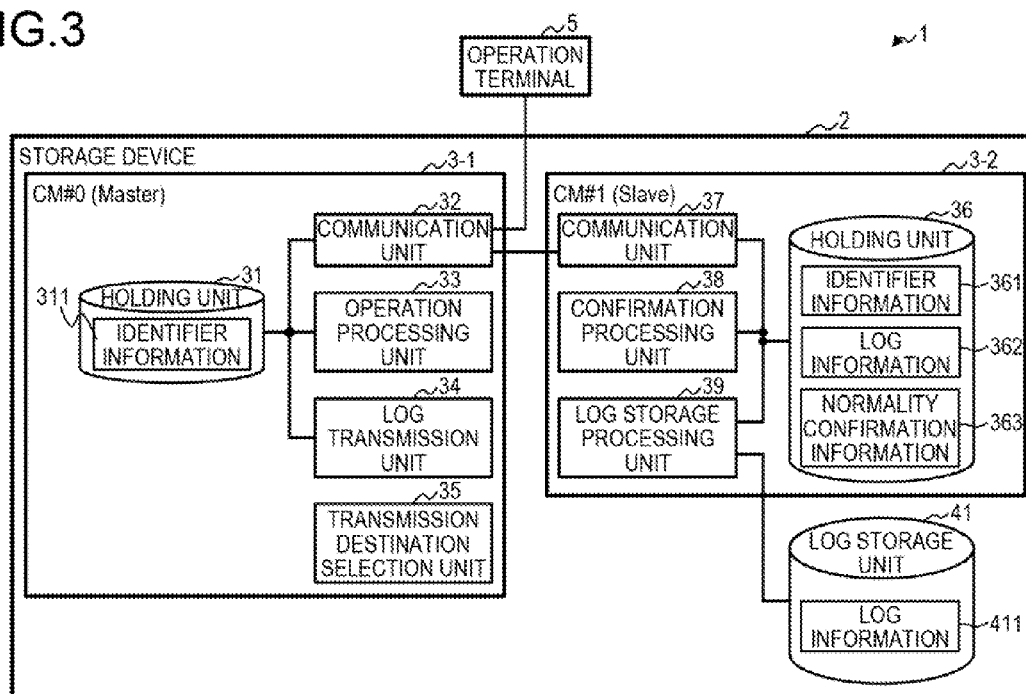 IG.3
5
OPERATION
TERMINAL
1
2
STORAGE DEVICE
3-1
CM#0 (Master)
32
COMMUNICATION
UNIT
31
HOLDING UNIT
311
IDENTIFIER
INFORMATION
33
OPERATION
PROCESSING
UNIT
34
LOG
TRANSMISSION
UNIT
35
TRANSMISSION
DESTINATION
SELECTION UNIT
3-2
CM#1 (Slave)
37
COMMUNICATION
UNIT
38
CONFIRMATION
PROCESSING
UNIT
39
LOG STORAGE
PROCESSING
UNIT
36
HOLDING UNIT
IDENTIFIER
INFORMATION
361
LOG
INFORMATION
362
NORMALITY
CONFIRMATION
INFORMATION
363
41
LOG STORAGE
UNIT
LOG
INFORMATION
411